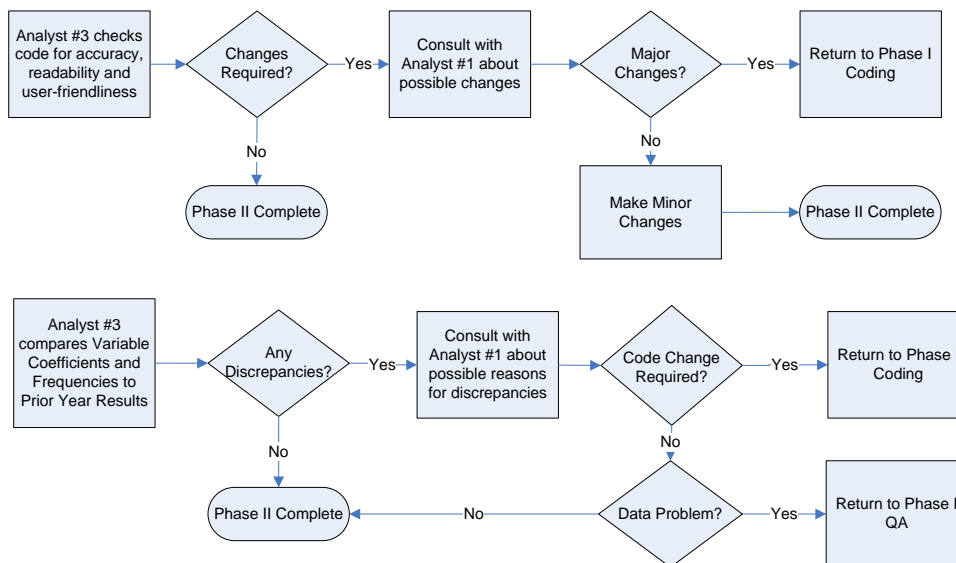 Analyst #3 checks
code for accuracy,
readability and
user-friendliness
Changes
Required?
Yes
Consult with
Analyst #1 about
possible changes
Major
Changes?
Yes
Return to Phase I
Coding
No
Phase II Complete
No
Make Minor
Changes
Phase II Complete
Analyst #3
compares Variable
Coefficients and
Frequencies to
Prior Year Results
Any
Discrepancies?
Yes
Consult with
Analyst #1 about
possible reasons
for discrepancies
Code Change
Required?
Yes
Return to Phase
Coding
No
Phase II Complete
No
No
Data Problem?
Yes
Return to Phase I
QA